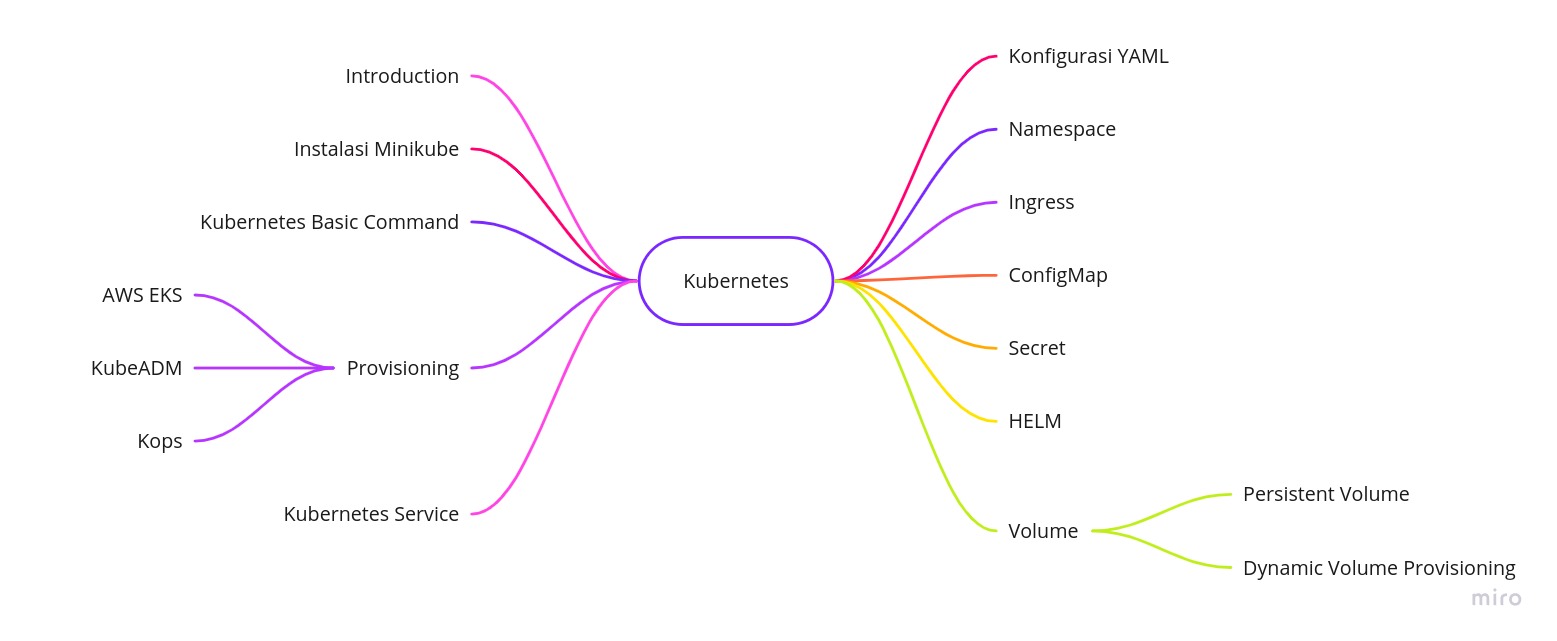 Introduction
Instalasi Minikube
Kubernetes Basic Command
AWS EKS
KubeADM
Provisioning
Kops
Kubernetes Service
Kubernetes
Konfigurasi YAML
Namespace
Ingress
ConfigMap
Secret
HELM
Volume
Persistent Volume
Dynamic Volume Provisioning
miro